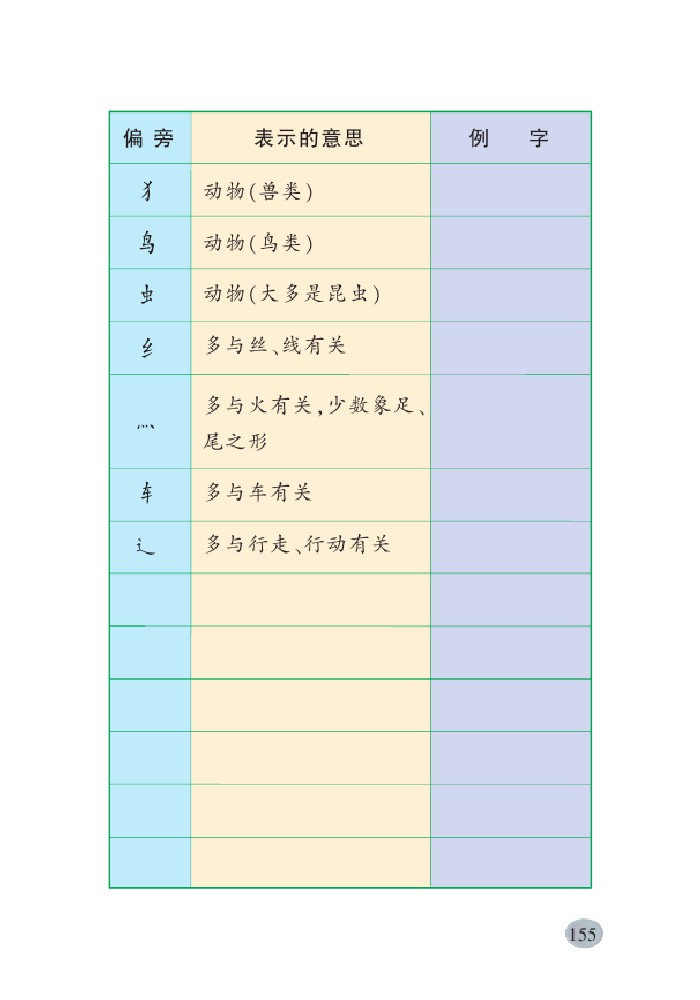 偏 旁 表示的意思 例 字
犭 动物(兽类)
鸟 动物(鸟类)
虫 动物(大多是昆虫)
纟 多与丝、线有关
灬 多与火有关,少数象足、
尾之形
车 多与车有关
辶 多与行走、行动有关
155